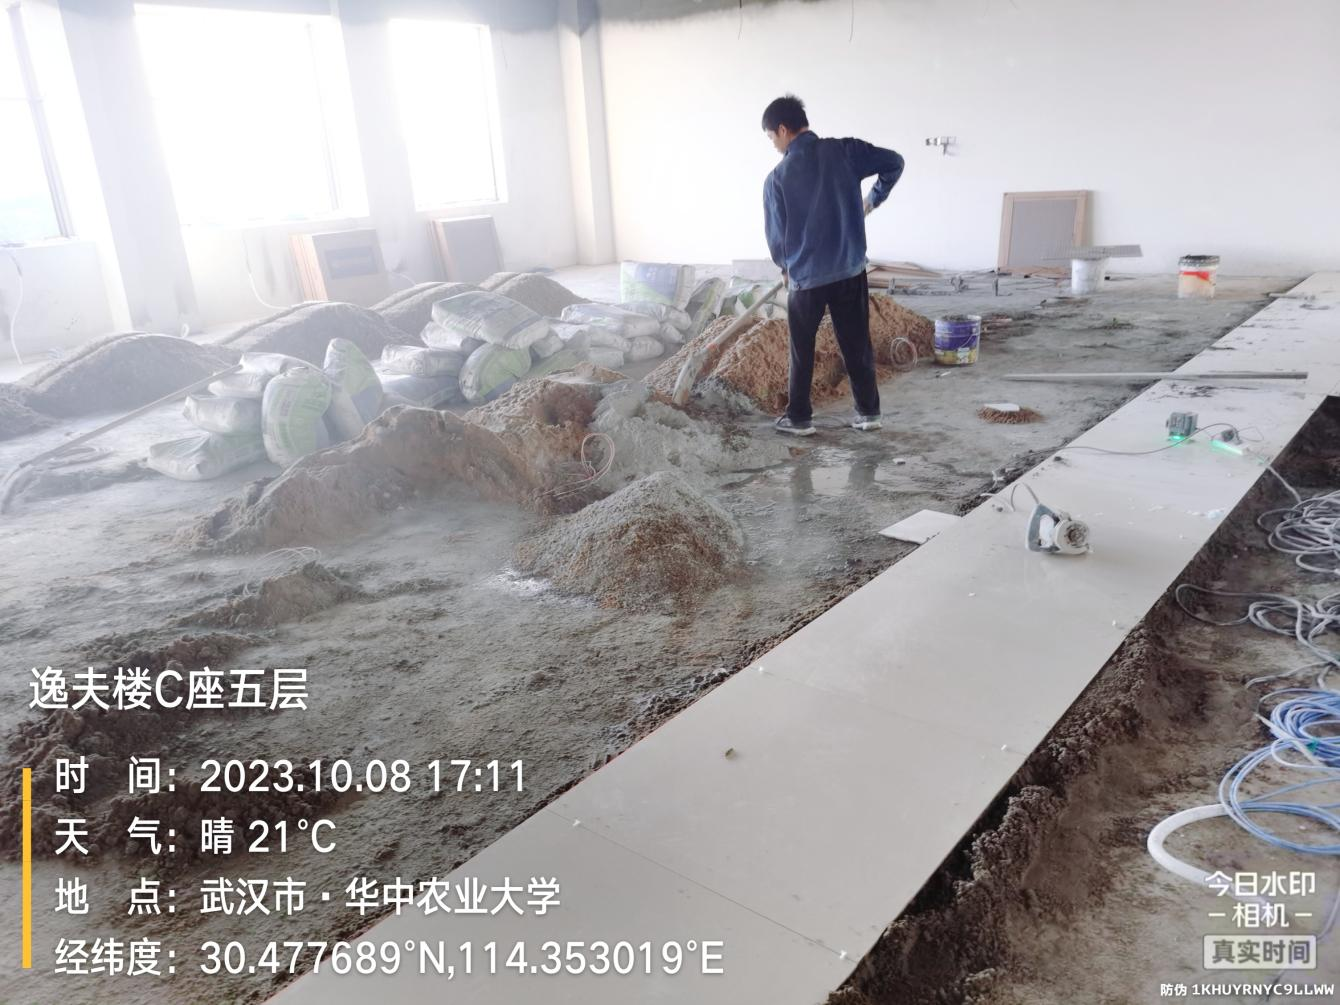 逸夫楼C座五层
时 间：2023.10.08 17:11
天 气：晴 21°C
地 点：武汉市·华中农业大学
经纬度：30.477689°N,114.353019°E
今日水印
-相机-
真实时间
防伪 1KHUYRNYC9LLWW